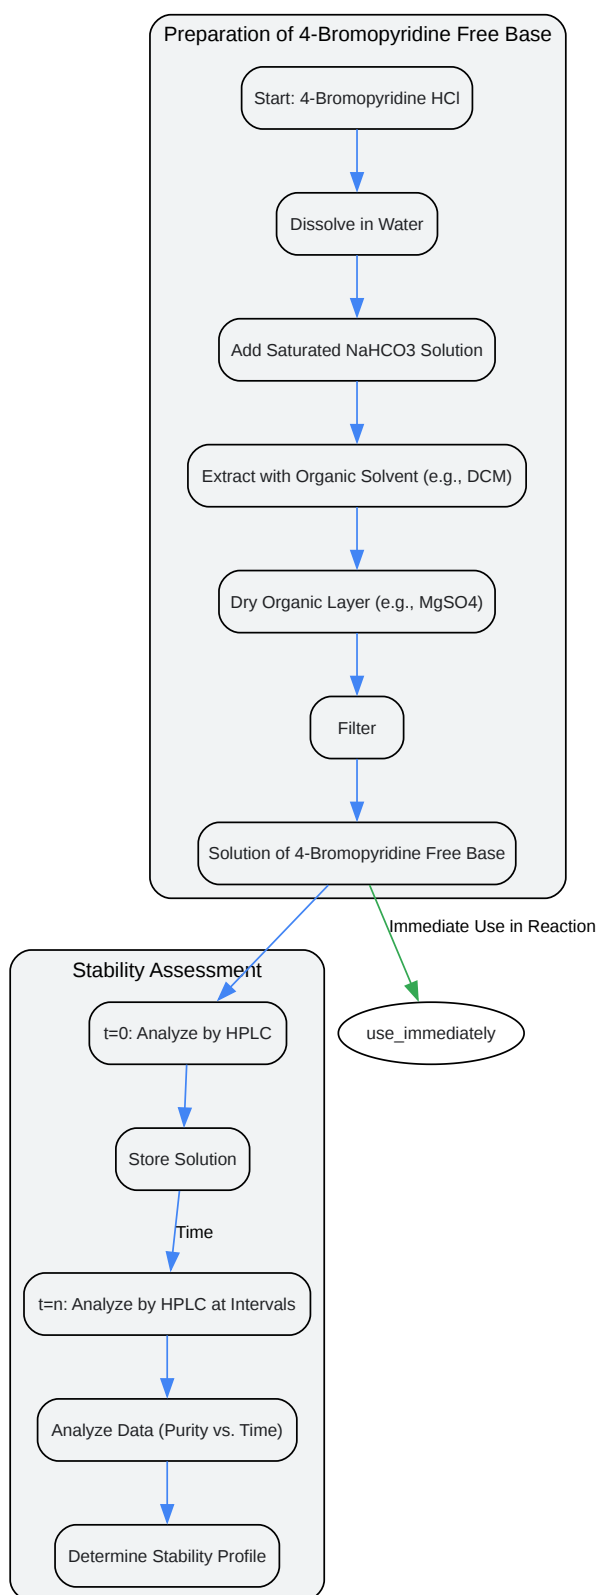 Preparation of 4-Bromopyridine Free Base
Start: 4-Bromopyridine HCl
Dissolve in Water
Add Saturated NaHCO3 Solution
Extract with Organic Solvent (e.g., DCM)
Dry Organic Layer (e.g., MgSO4)
Filter
Solution of 4-Bromopyridine Free Base
Immediate Use in Reaction
Stability Assessment
t=0: Analyze by HPLC
use_immediately
Store Solution
Time
t=n: Analyze by HPLC at Intervals
Analyze Data (Purity vs. Time)
Determine Stability Profile